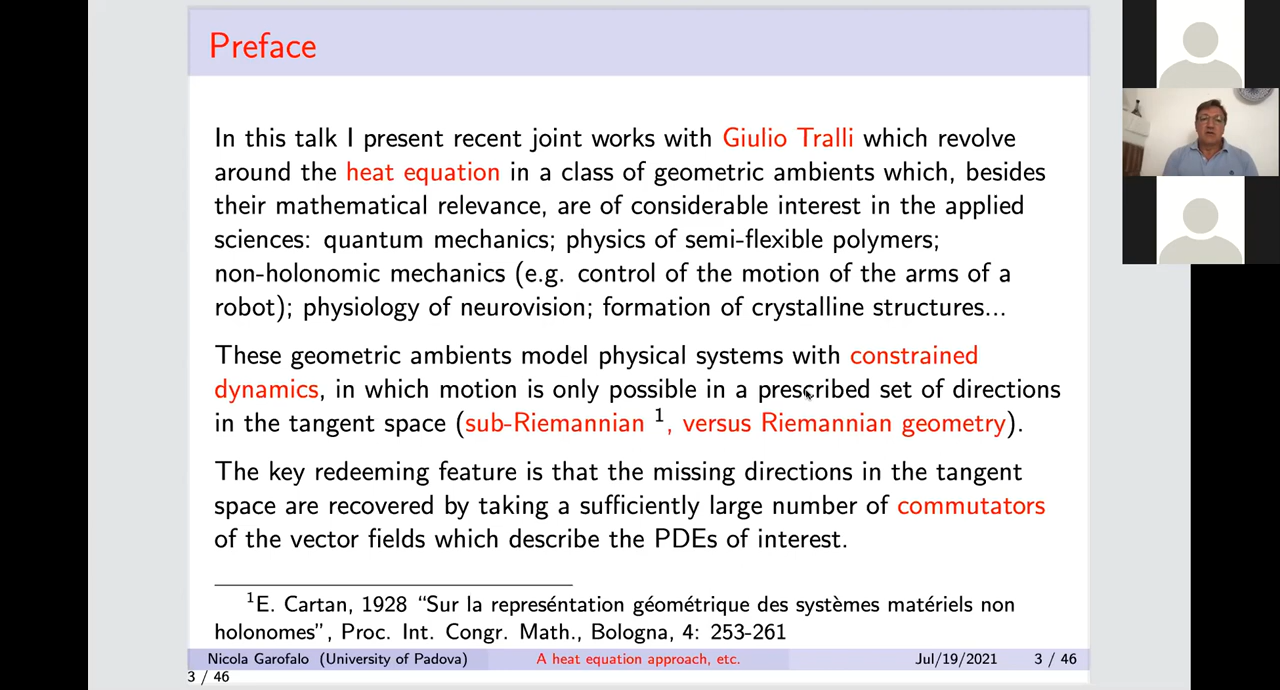 Preface
In this talk I present recent joint works with Giulio Tralli which revolve
around the heat equation in a class of geometric ambients which, besides
their mathematical relevance, are of considerable interest in the applied
sciences: quantum mechanics; physics of semi-flexible polymers;
non-holonomic mechanics (e.g. control of the motion of the arms of a
robot); physiology of neurovision; formation of crystalline structures...
These geometric ambients model physical systems with constrained
dynamics, in which motion is only possible in a prescribed set of directions
in the tangent space (sub-Riemannian ¹, versus Riemannian geometry).
The key redeeming feature is that the missing directions in the tangent
space are recovered by taking a sufficiently large number of commutators
of the vector fields which describe the PDEs of interest.
¹E. Cartan, 1928 “Sur la represéntation géométrique des systèmes matériels non
holonomes”, Proc. Int. Congr. Math., Bologna, 4: 253-261
Nicola Garofalo (University of Padova) A heat equation approach, etc. Jul/19/2021 3 / 46
3 / 46